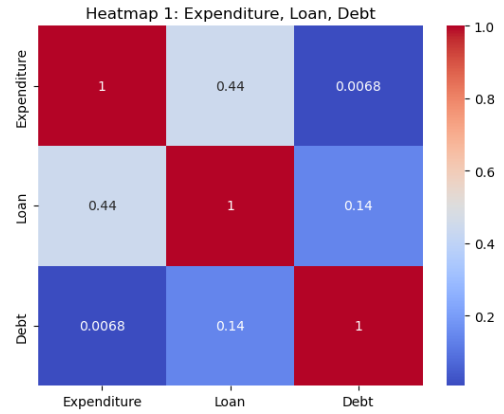 Heatmap 1: Expenditure, Loan, Debt
Expenditure 1 0.44 0.0068
Loan 0.44 1 0.14
Debt 0.0068 0.14 1
Expenditure Loan Debt
1.0
0.8
0.6
0.4
0.2